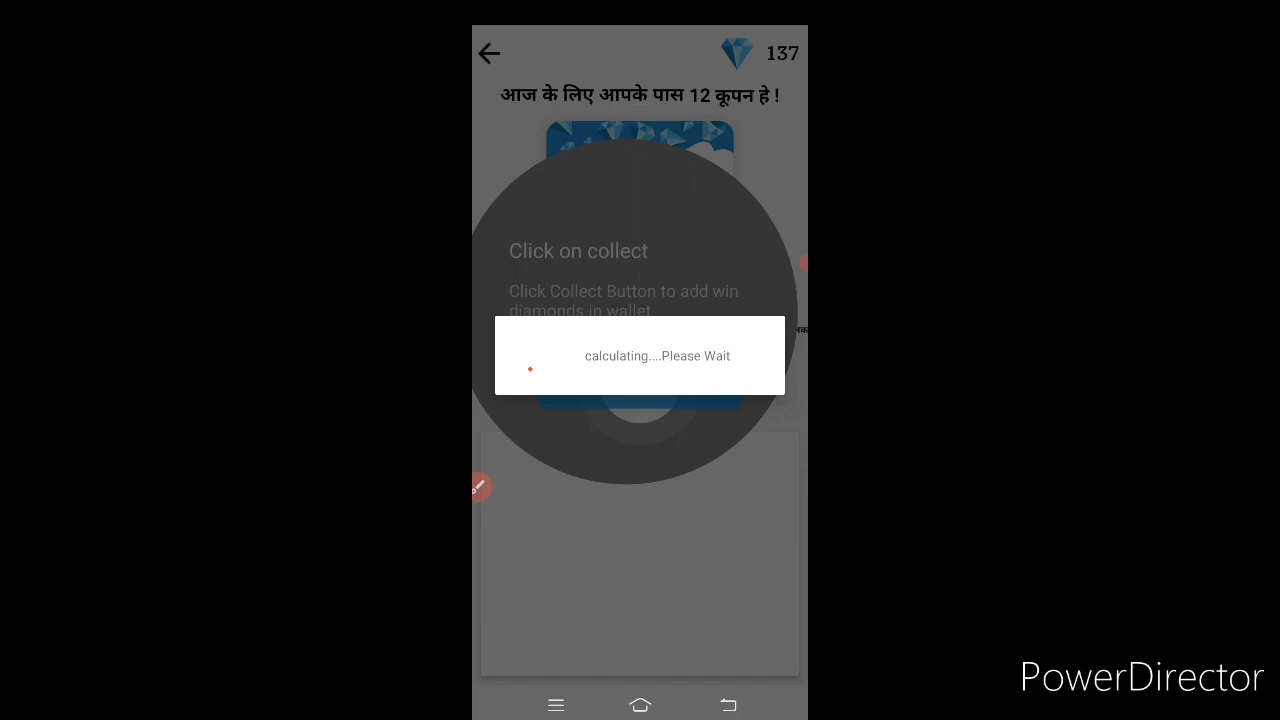 137
आज के लिए आपके पास 12 कूपन हे !
Click on collect
Click Collect Button to add win
diamonds in wallet
calculating....Please Wait
PowerDirector